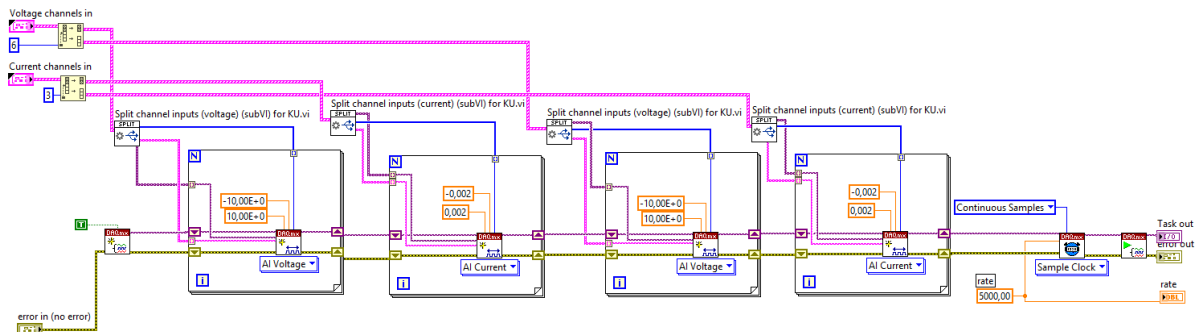 Voltage channels in
6
Current channels in
3
Split channel inputs (voltage) (subVI) for KU.vi
Split channel inputs (current) (subVI) for KU.vi
Split channel inputs (voltage) (subVI) for KU.vi
Split channel inputs (current) (subVI) for KU.vi
SPLIT
SPLIT
SPLIT
SPLIT
N
N
N
N
-10,00E+0
10,00E+0
-0,002
0,002
-10,00E+0
10,00E+0
-0,002
0,002
Continuous Samples
T
DAQmx
DAQmx
DAQmx
DAQmx
DAQmx
DAQmx
DAQmx
Task out
I/O
error out
AI Voltage
AI Current
AI Voltage
AI Current
Sample Clock
i
i
i
i
rate
5000,00
rate
DBL
error in (no error)